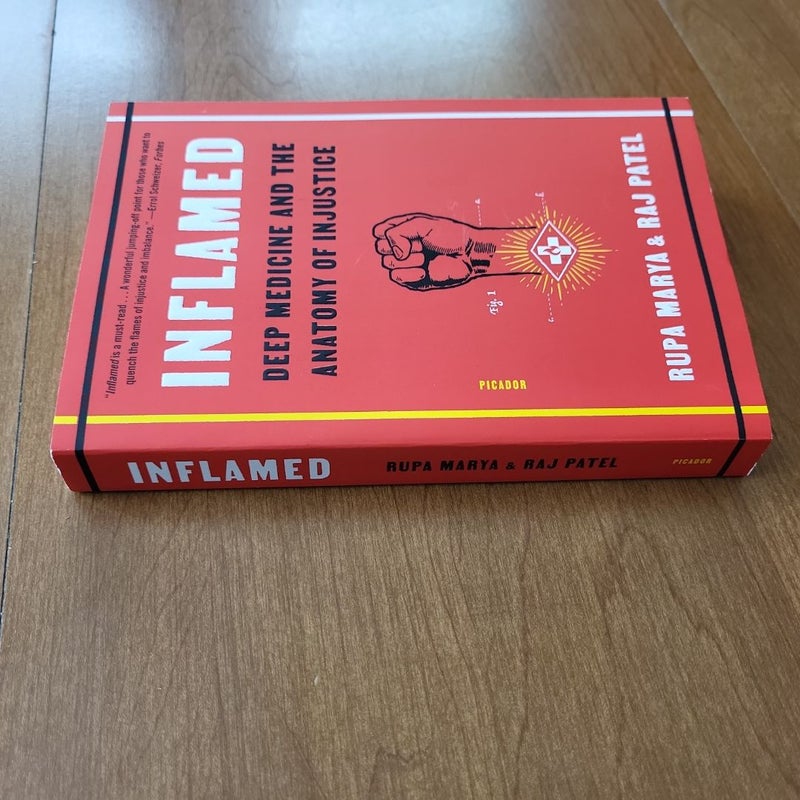 "Inflamed is a must-read . . . A wonderful jumping-off point for those who want to
quench the flames of injustice and imbalance." —Errol Schweizer, Forbes
INFLAMED
DEEP MEDICINE AND THE
ANATOMY OF INJUSTICE
Fig. 1
PICADOR
RUPA MARYA & RAJ PATEL
INFLAMED RUPA MARYA & RAJ PATEL PICADOR